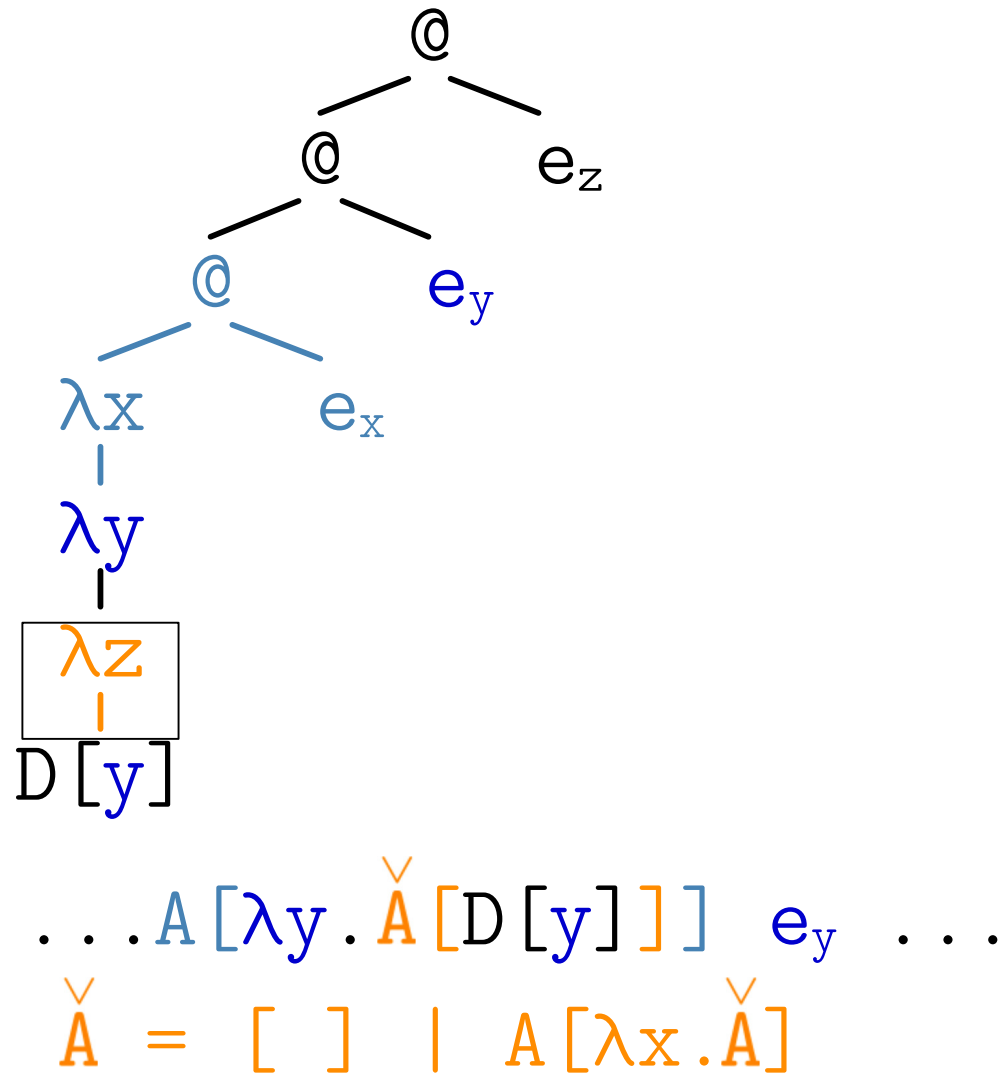 @
@ e_z
@ e_y
λx e_x
λy
λz
D[y]
...A[λy.Ǎ[D[y]]] e_y ...
Ǎ = [ ] | A[λx.Ǎ]